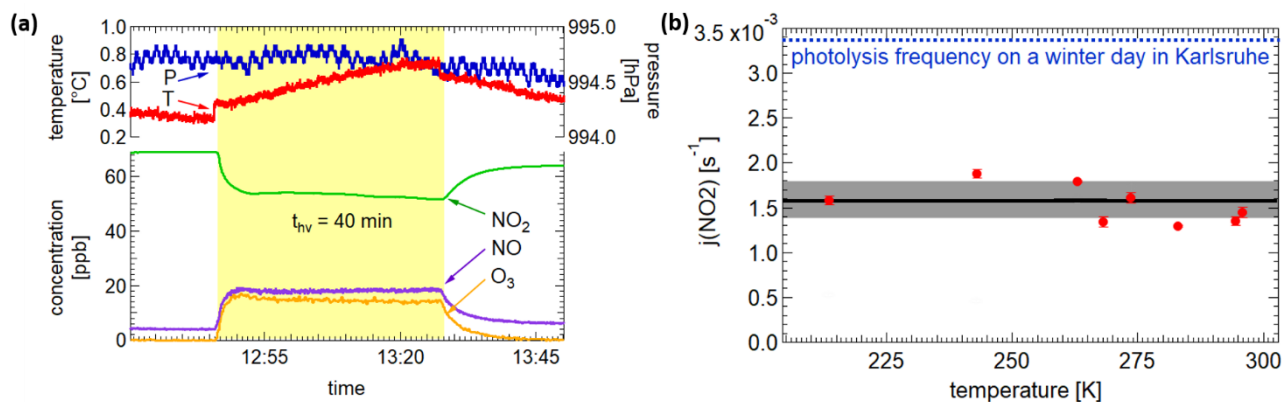 (a)
temperature
[°C]
1.0
0.8
0.6
0.4
0.2
P
T
995.0
994.5
994.0
pressure
[hPa]
concentration
[ppb]
60
40
20
0
t_hv = 40 min
NO₂
NO
O₃
12:55
13:20
13:45
time
(b)
3.5 x10⁻³
3.0
2.5
2.0
1.5
1.0
0.5
0.0
j(NO2) [s⁻¹]
photolysis frequency on a winter day in Karlsruhe
225
250
275
300
temperature [K]